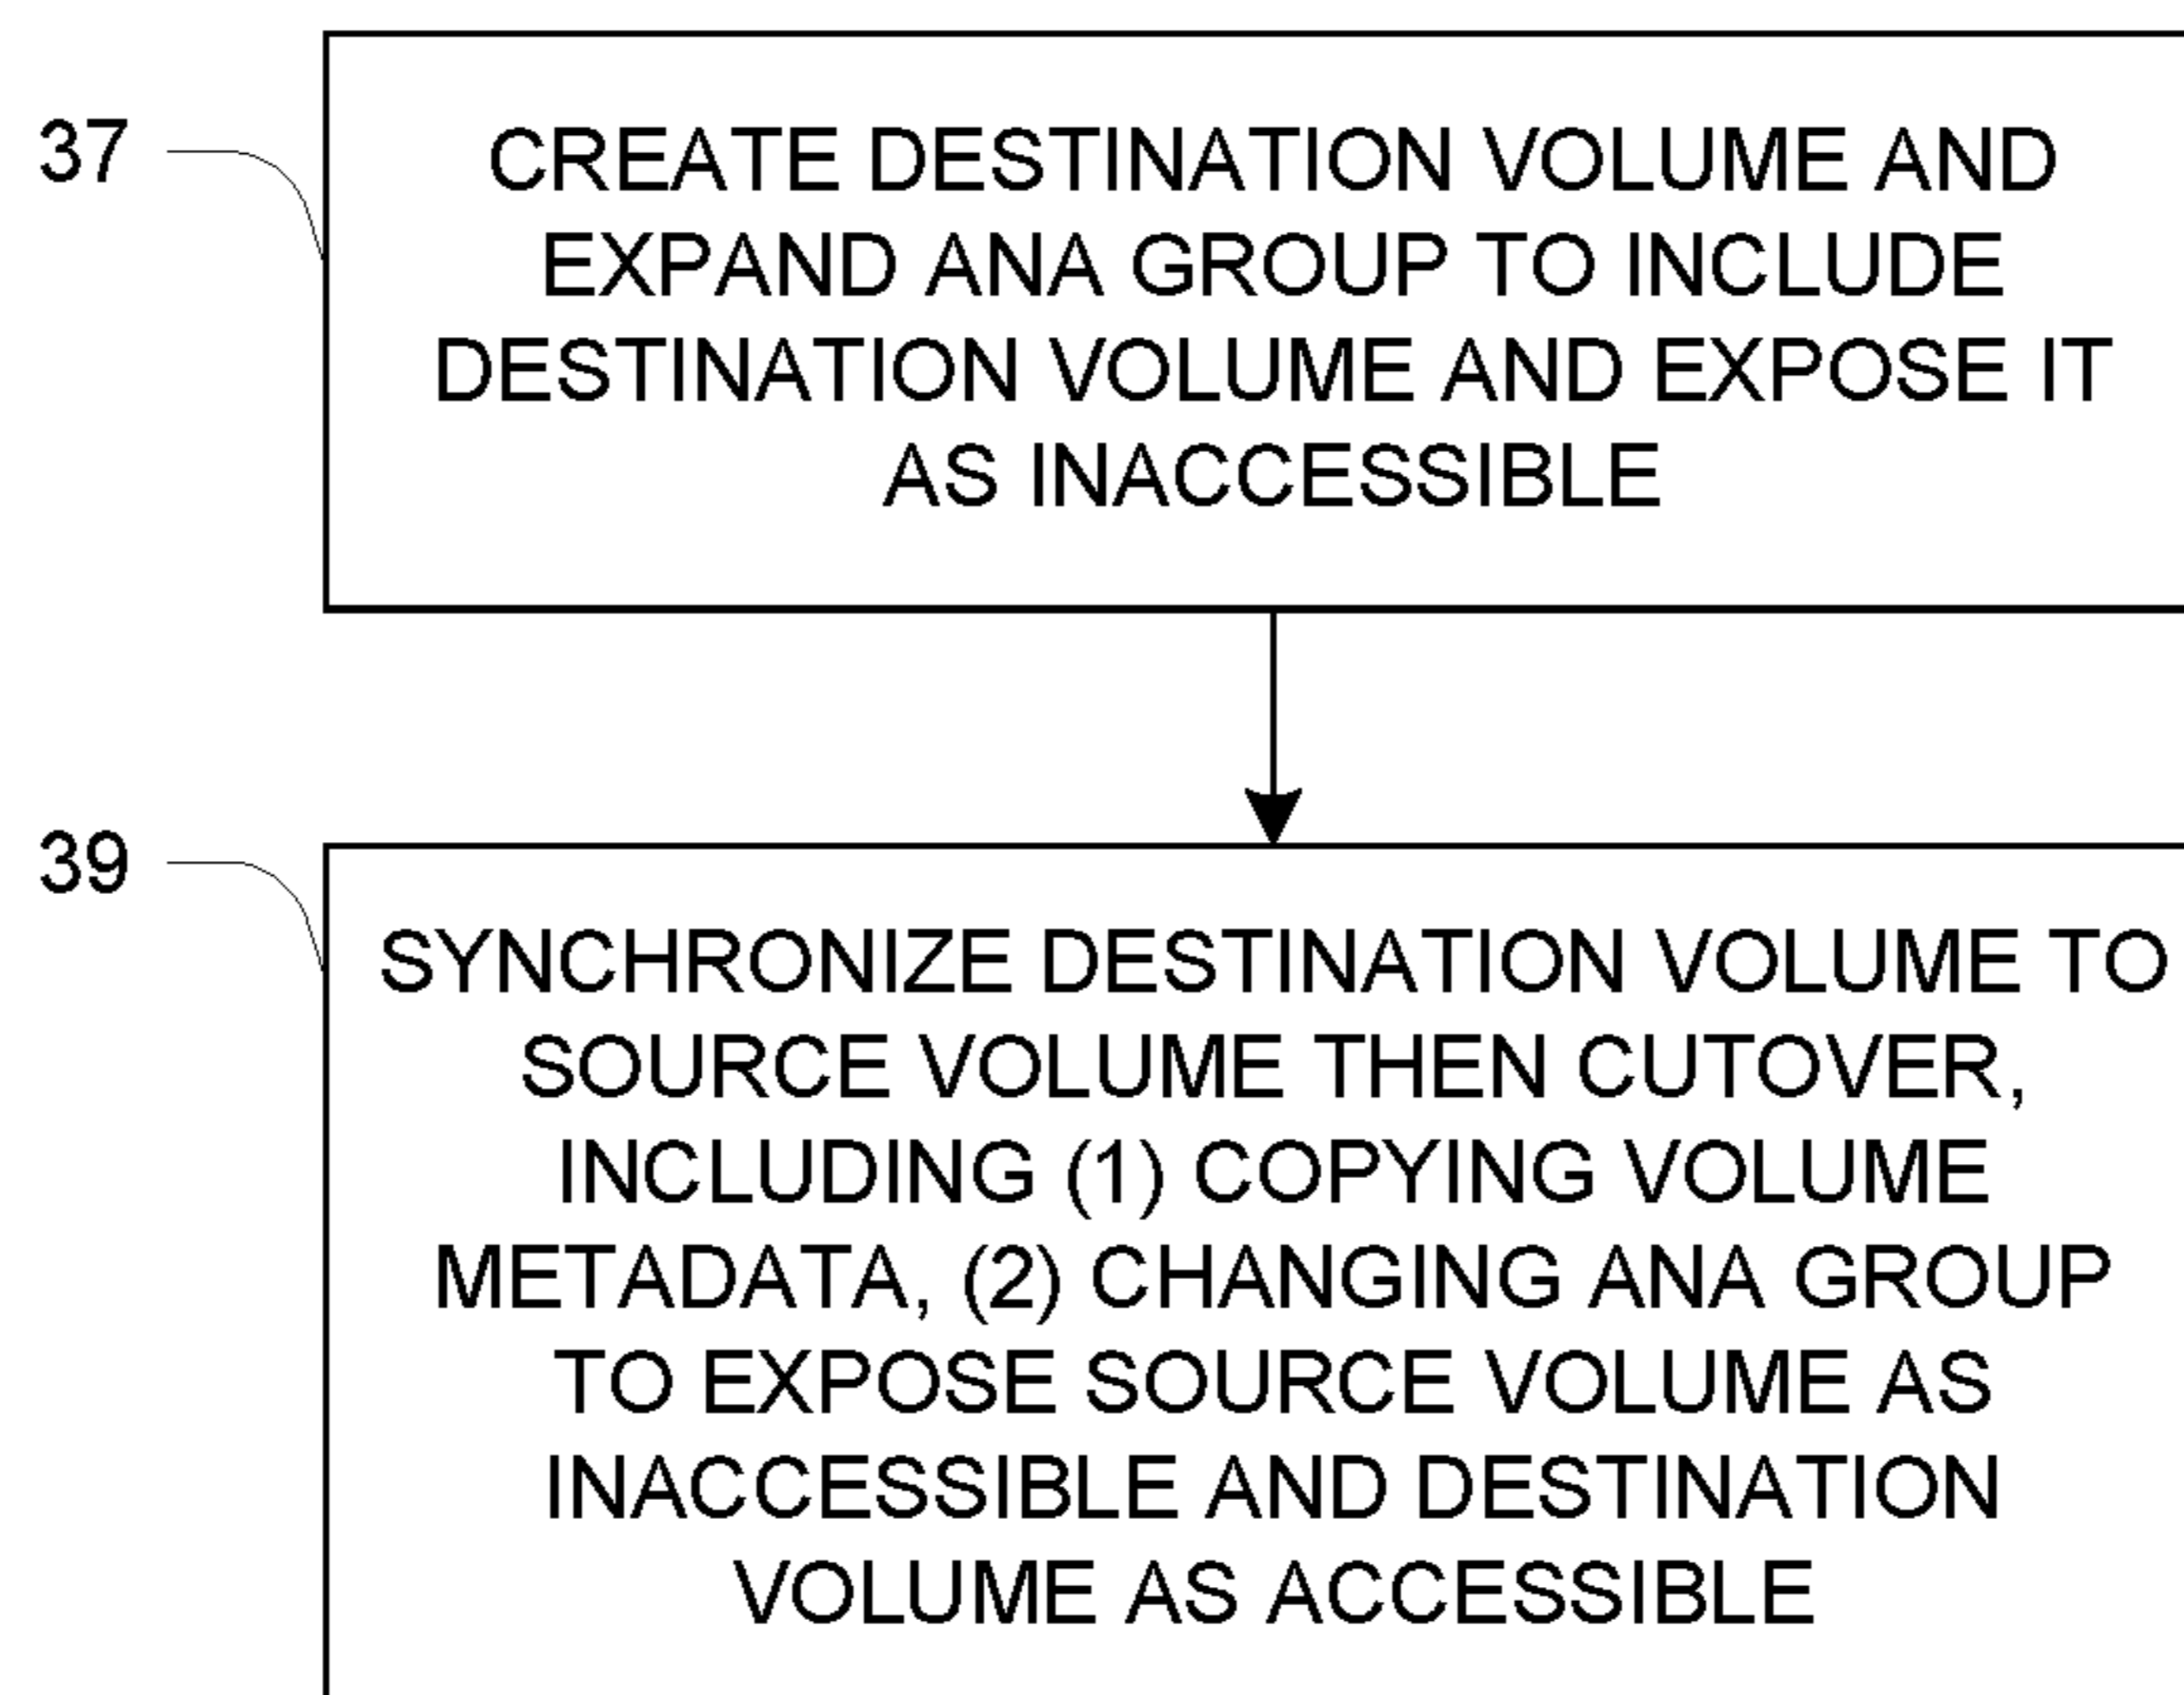 37
CREATE DESTINATION VOLUME AND
EXPAND ANA GROUP TO INCLUDE
DESTINATION VOLUME AND EXPOSE IT
AS INACCESSIBLE
39
SYNCHRONIZE DESTINATION VOLUME TO
SOURCE VOLUME THEN CUTOVER,
INCLUDING (1) COPYING VOLUME
METADATA, (2) CHANGING ANA GROUP
TO EXPOSE SOURCE VOLUME AS
INACCESSIBLE AND DESTINATION
VOLUME AS ACCESSIBLE